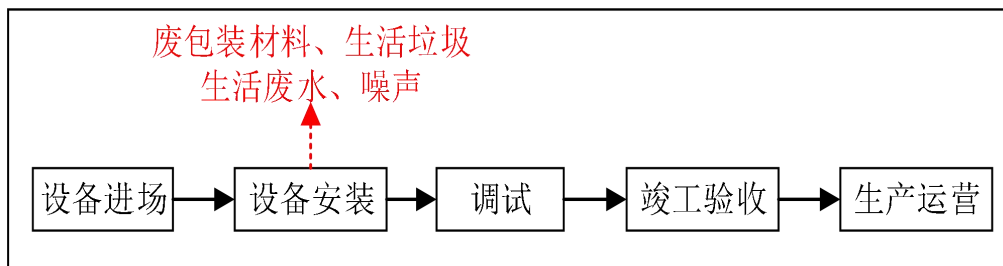 废包装材料、生活垃圾
生活废水、噪声
设备进场
设备安装
调试
竣工验收
生产运营